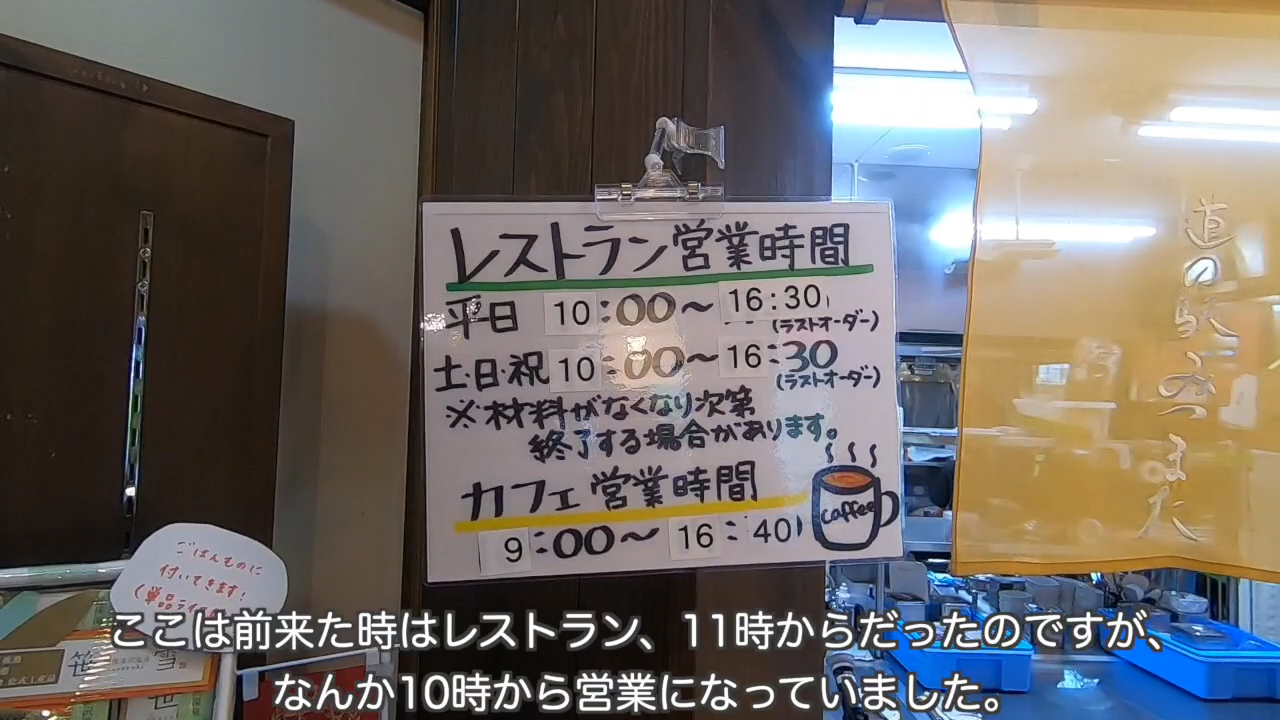 レストラン営業時間
平日 10:00～16:30
(ラストオーダー)
土・日・祝 10:00～16:30
(ラストオーダー)
※材料がなくなり次第
終了する場合があります。
カフェ営業時間
9:00～16:40
caffee
道の駅みつまた
ごはんものに
付いてきます!
ここは前来た時はレストラン、11時からだったのですが、
なんか10時から営業になっていました。